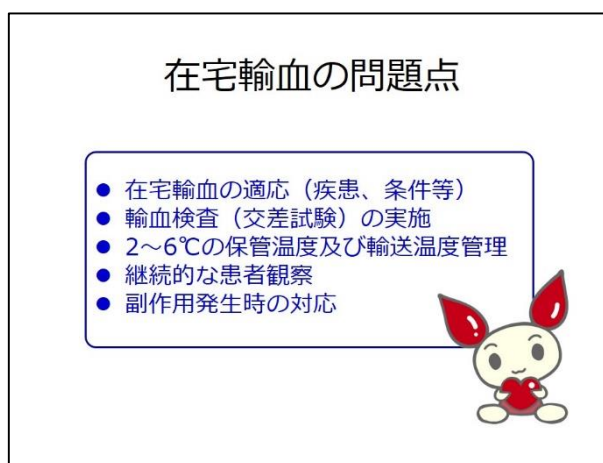 在宅輸血の問題点
● 在宅輸血の適応（疾患、条件等）
● 輸血検査（交差試験）の実施
● 2～6℃の保管温度及び輸送温度管理
● 継続的な患者観察
● 副作用発生時の対応